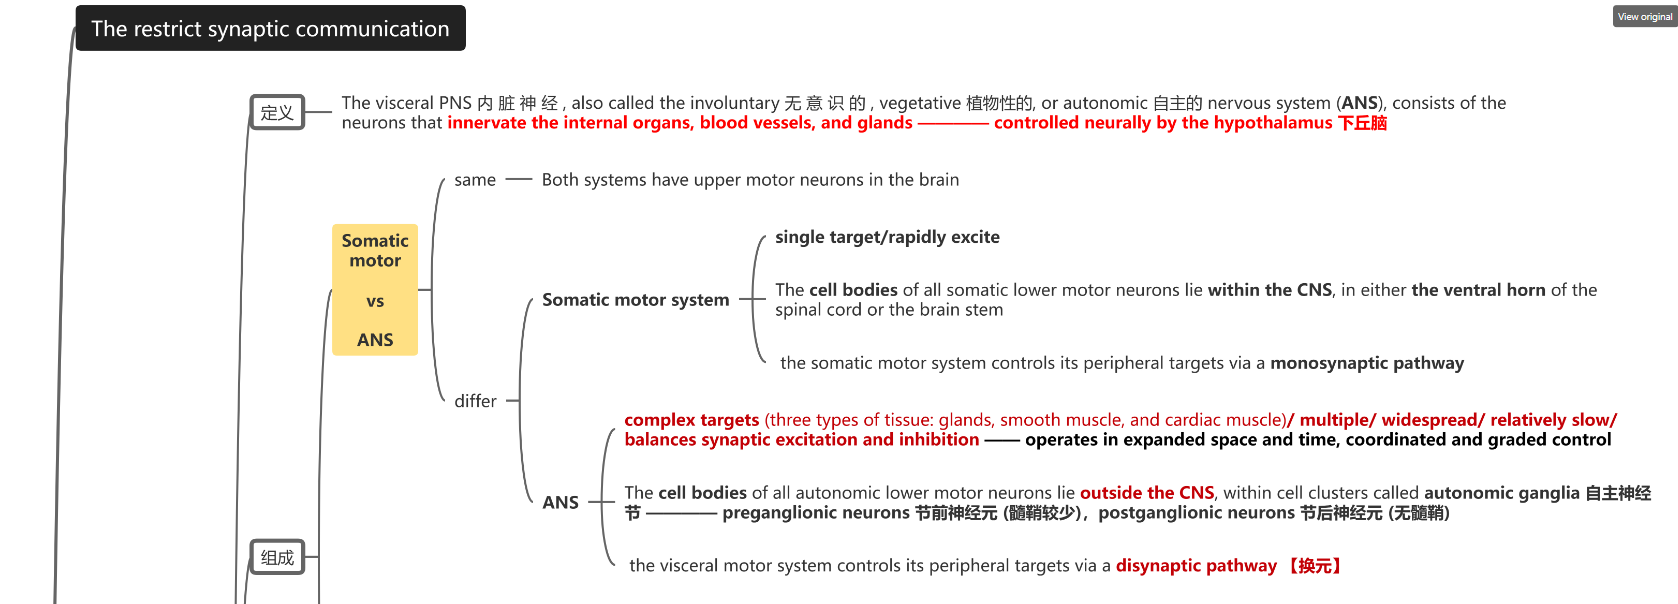 The restrict synaptic communication
View original
定义
The visceral PNS 内 脏 神 经 , also called the involuntary 无 意 识 的 , vegetative 植物性的, or autonomic 自主的 nervous system (ANS), consists of the
neurons that innervate the internal organs, blood vessels, and glands ———— controlled neurally by the hypothalamus 下丘脑
same
Both systems have upper motor neurons in the brain
Somatic
motor
vs
ANS
single target/rapidly excite
Somatic motor system
The cell bodies of all somatic lower motor neurons lie within the CNS, in either the ventral horn of the
spinal cord or the brain stem
the somatic motor system controls its peripheral targets via a monosynaptic pathway
differ
complex targets (three types of tissue: glands, smooth muscle, and cardiac muscle)/ multiple/ widespread/ relatively slow/
balances synaptic excitation and inhibition —— operates in expanded space and time, coordinated and graded control
ANS
The cell bodies of all autonomic lower motor neurons lie outside the CNS, within cell clusters called autonomic ganglia 自主神经
节 ———— preganglionic neurons 节前神经元 (髓鞘较少)，postganglionic neurons 节后神经元 (无髓鞘)
组成
the visceral motor system controls its peripheral targets via a disynaptic pathway 【换元】